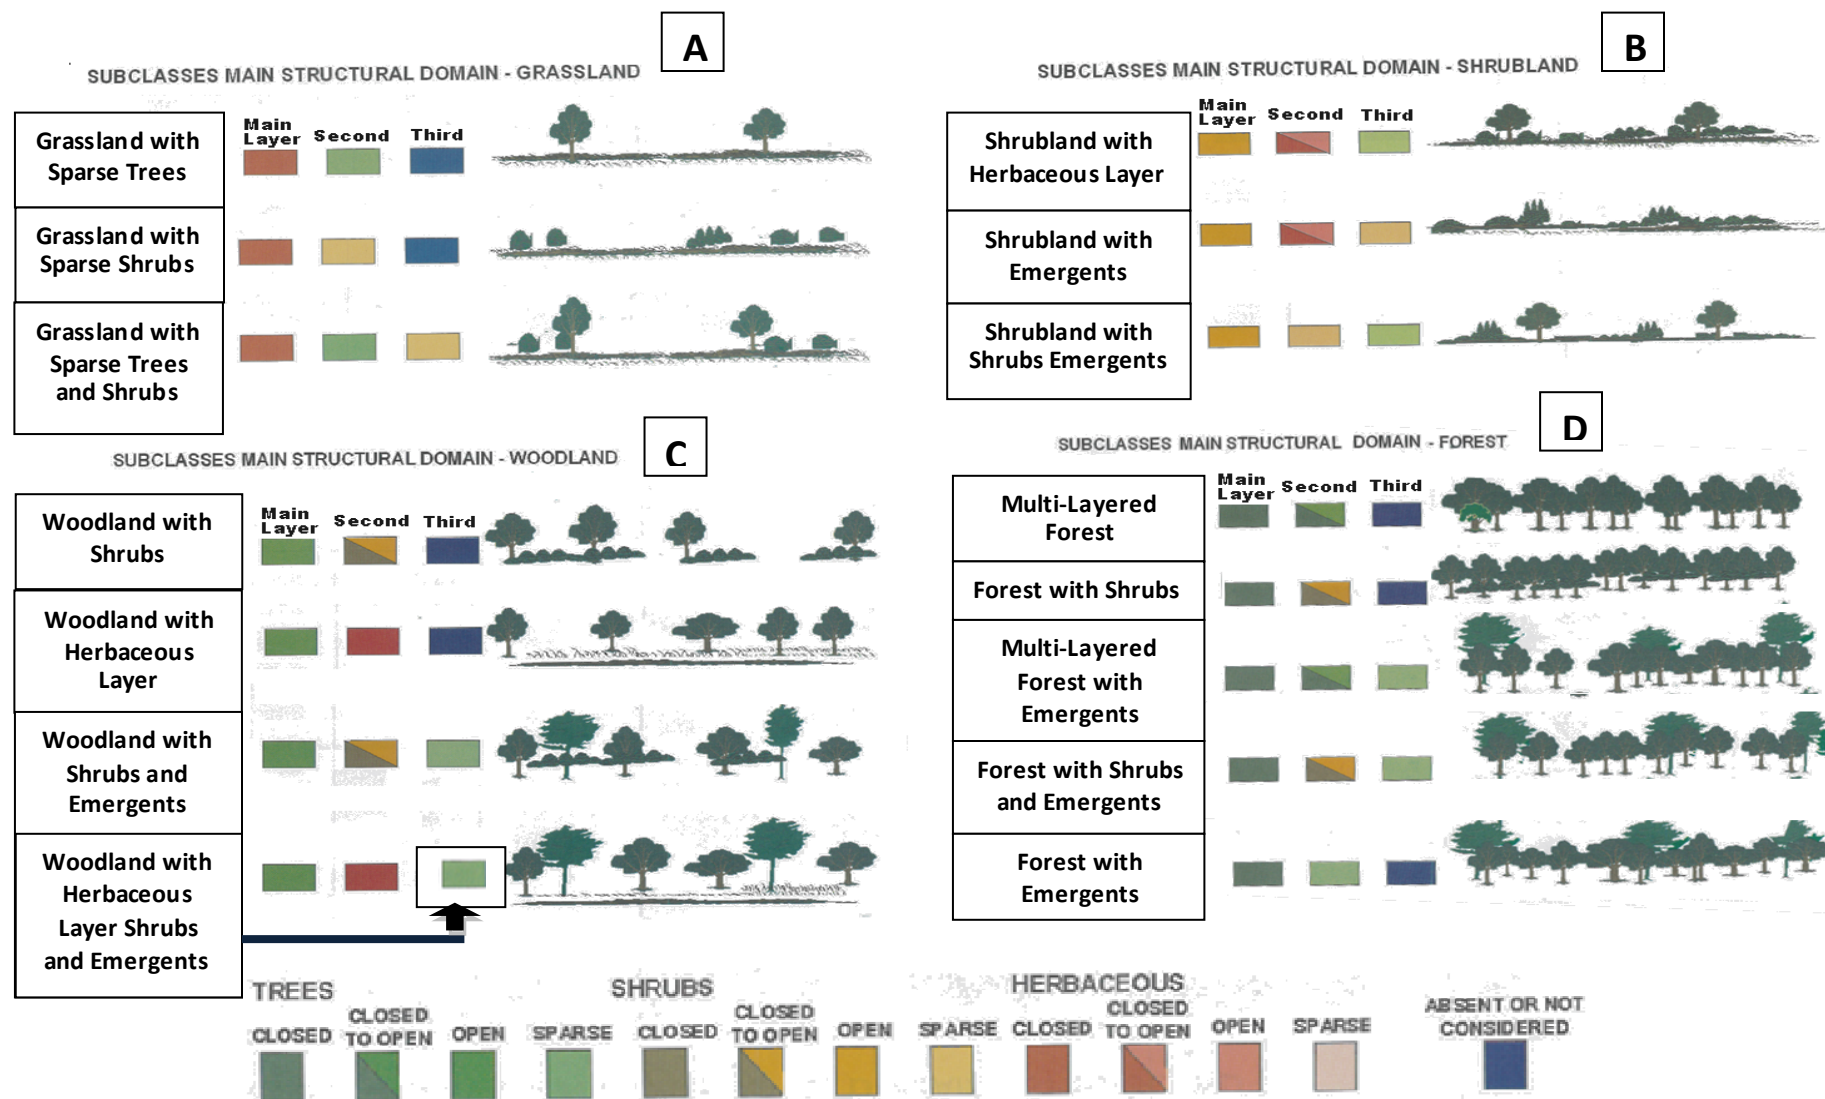 A
SUBCLASSES MAIN STRUCTURAL DOMAIN - GRASSLAND
Main
Layer
Second
Third
Grassland with
Sparse Trees
Grassland with
Sparse Shrubs
Grassland with
Sparse Trees
and Shrubs
B
SUBCLASSES MAIN STRUCTURAL DOMAIN - SHRUBLAND
Main
Layer
Second
Third
Shrubland with
Herbaceous Layer
Shrubland with
Emergents
Shrubland with
Shrubs Emergents
C
SUBCLASSES MAIN STRUCTURAL DOMAIN - WOODLAND
Main
Layer
Second
Third
Woodland with
Shrubs
Woodland with
Herbaceous
Layer
Woodland with
Shrubs and
Emergents
Woodland with
Herbaceous
Layer Shrubs
and Emergents
D
SUBCLASSES MAIN STRUCTURAL DOMAIN - FOREST
Main
Layer
Second
Third
Multi-Layered
Forest
Forest with Shrubs
Multi-Layered
Forest with
Emergents
Forest with Shrubs
and Emergents
Forest with
Emergents
TREES
CLOSED
CLOSED
TO OPEN
OPEN
SPARSE
SHRUBS
CLOSED
CLOSED
TO OPEN
OPEN
SPARSE
HERBACEOUS
CLOSED
CLOSED
TO OPEN
OPEN
SPARSE
ABSENT OR NOT
CONSIDERED